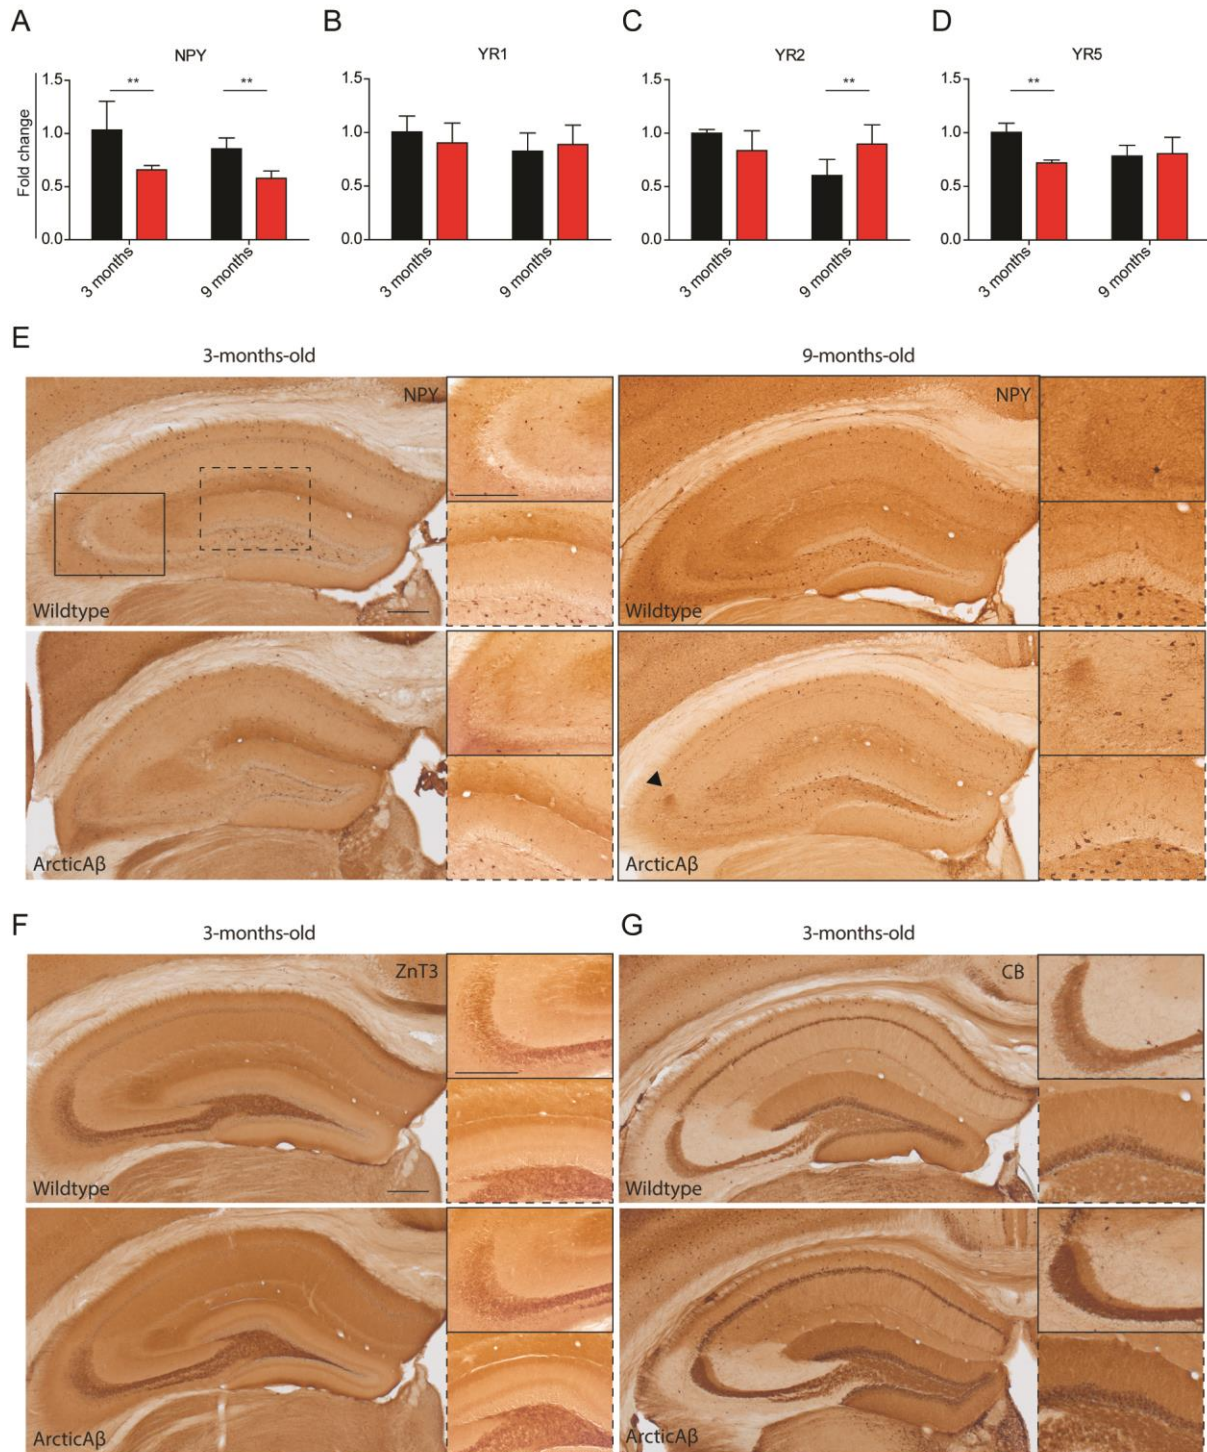 A
B
C
D
NPY
YR1
YR2
YR5
Fold change
1.5
1.0
0.5
0.0
**
**
3 months
9 months
1.5
1.0
0.5
0.0
3 months
9 months
1.5
1.0
0.5
0.0
**
3 months
9 months
1.5
1.0
0.5
0.0
**
3 months
9 months
E
3-months-old
9-months-old
NPY
NPY
Wildtype
Wildtype
ArcticAβ
ArcticAβ
F
G
3-months-old
3-months-old
ZnT3
CB
Wildtype
Wildtype
ArcticAβ
ArcticAβ